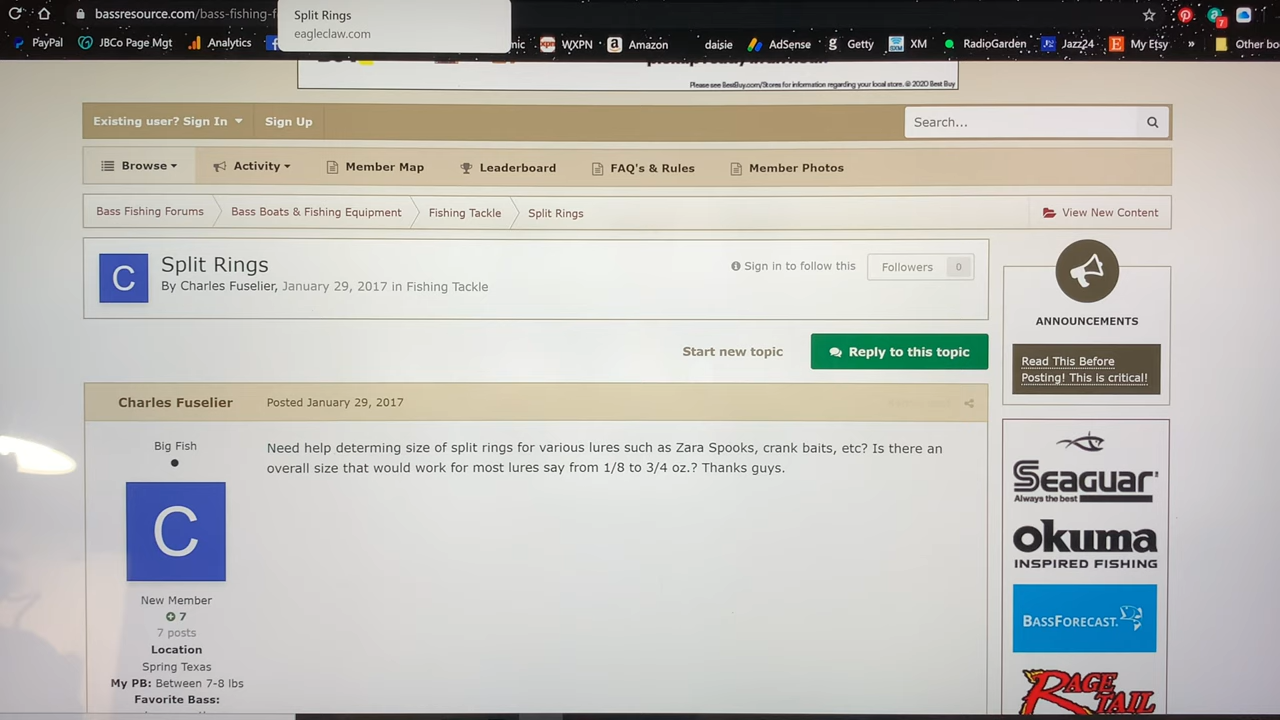 bassresource.com/bass-fishing-f
Split Rings
eagleclaw.com
7
PayPal
JBCo Page Mgt
Analytics
WXPN
Amazon
daisie
AdSense
Getty
XM
RadioGarden
Jazz24
My Etsy
»
Other bo
Please see BestBuy.com/Stores for information regarding your local store. @ 2020 Best Buy
Existing user? Sign In
Sign Up
Search...
Browse
Activity
Member Map
Leaderboard
FAQ's & Rules
Member Photos
Bass Fishing Forums
Bass Boats & Fishing Equipment
Fishing Tackle
Split Rings
View New Content
C
Split Rings
By Charles Fuselier, January 29, 2017 in Fishing Tackle
Sign in to follow this
Followers 0
ANNOUNCEMENTS
Read This Before
Posting! This is critical!
Start new topic
Reply to this topic
Charles Fuselier
Posted January 29, 2017
Big Fish
C
New Member
7
7 posts
Location
Spring Texas
My PB: Between 7-8 lbs
Favorite Bass:
Need help determing size of split rings for various lures such as Zara Spooks, crank baits, etc? Is there an
overall size that would work for most lures say from 1/8 to 3/4 oz.? Thanks guys.
SEAGUAR
Always the best
okuma
INSPIRED FISHING
BASSFORECAST.
RAGE
TAIL